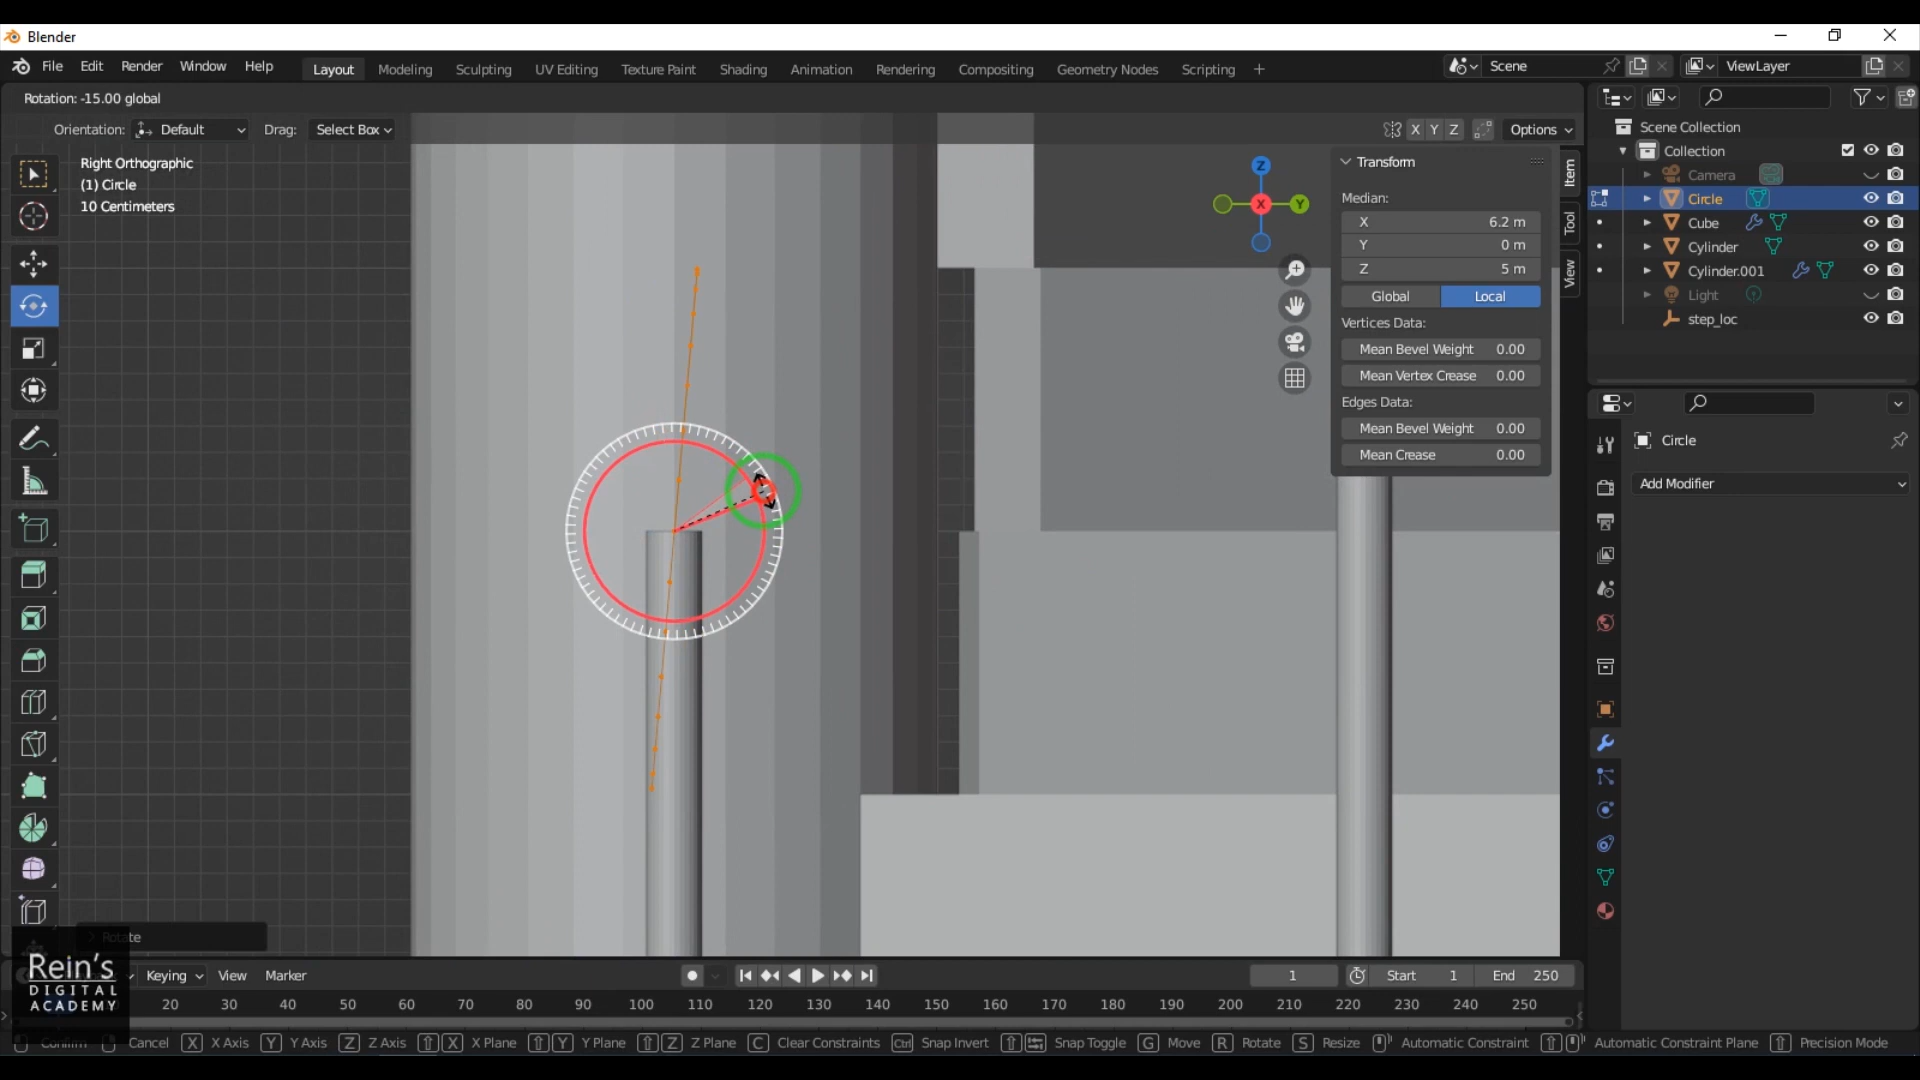 Blender
File Edit Render Window Help Layout Modeling Sculpting UV Editing Texture Paint Shading Animation Rendering Compositing Geometry Nodes Scripting + Scene ViewLayer
Rotation: -15.00 global
Orientation: Default Drag: Select Box X Y Z Options
Right Orthographic
(1) Circle
10 Centimeters
Z
X
Y
Transform
Median:
X 6.2 m
Y 0 m
Z 5 m
Global Local
Vertices Data:
Mean Bevel Weight 0.00
Mean Vertex Crease 0.00
Edges Data:
Mean Bevel Weight 0.00
Mean Crease 0.00
Item
Tool
View
Scene Collection
Collection
Camera
Circle
Cube
Cylinder
Cylinder.001
Light
step_loc
Circle
Add Modifier
Rotate
Rein's
DIGITAL
ACADEMY
Keying View Marker 1 Start 1 End 250
20 30 40 50 60 70 80 90 100 110 120 130 140 150 160 170 180 190 200 210 220 230 240 250
Confirm Cancel X X Axis Y Y Axis Z Z Axis X X Plane Y Y Plane Z Z Plane C Clear Constraints Ctrl Snap Invert Snap Toggle G Move R Rotate S Resize Automatic Constraint Automatic Constraint Plane Precision Mode